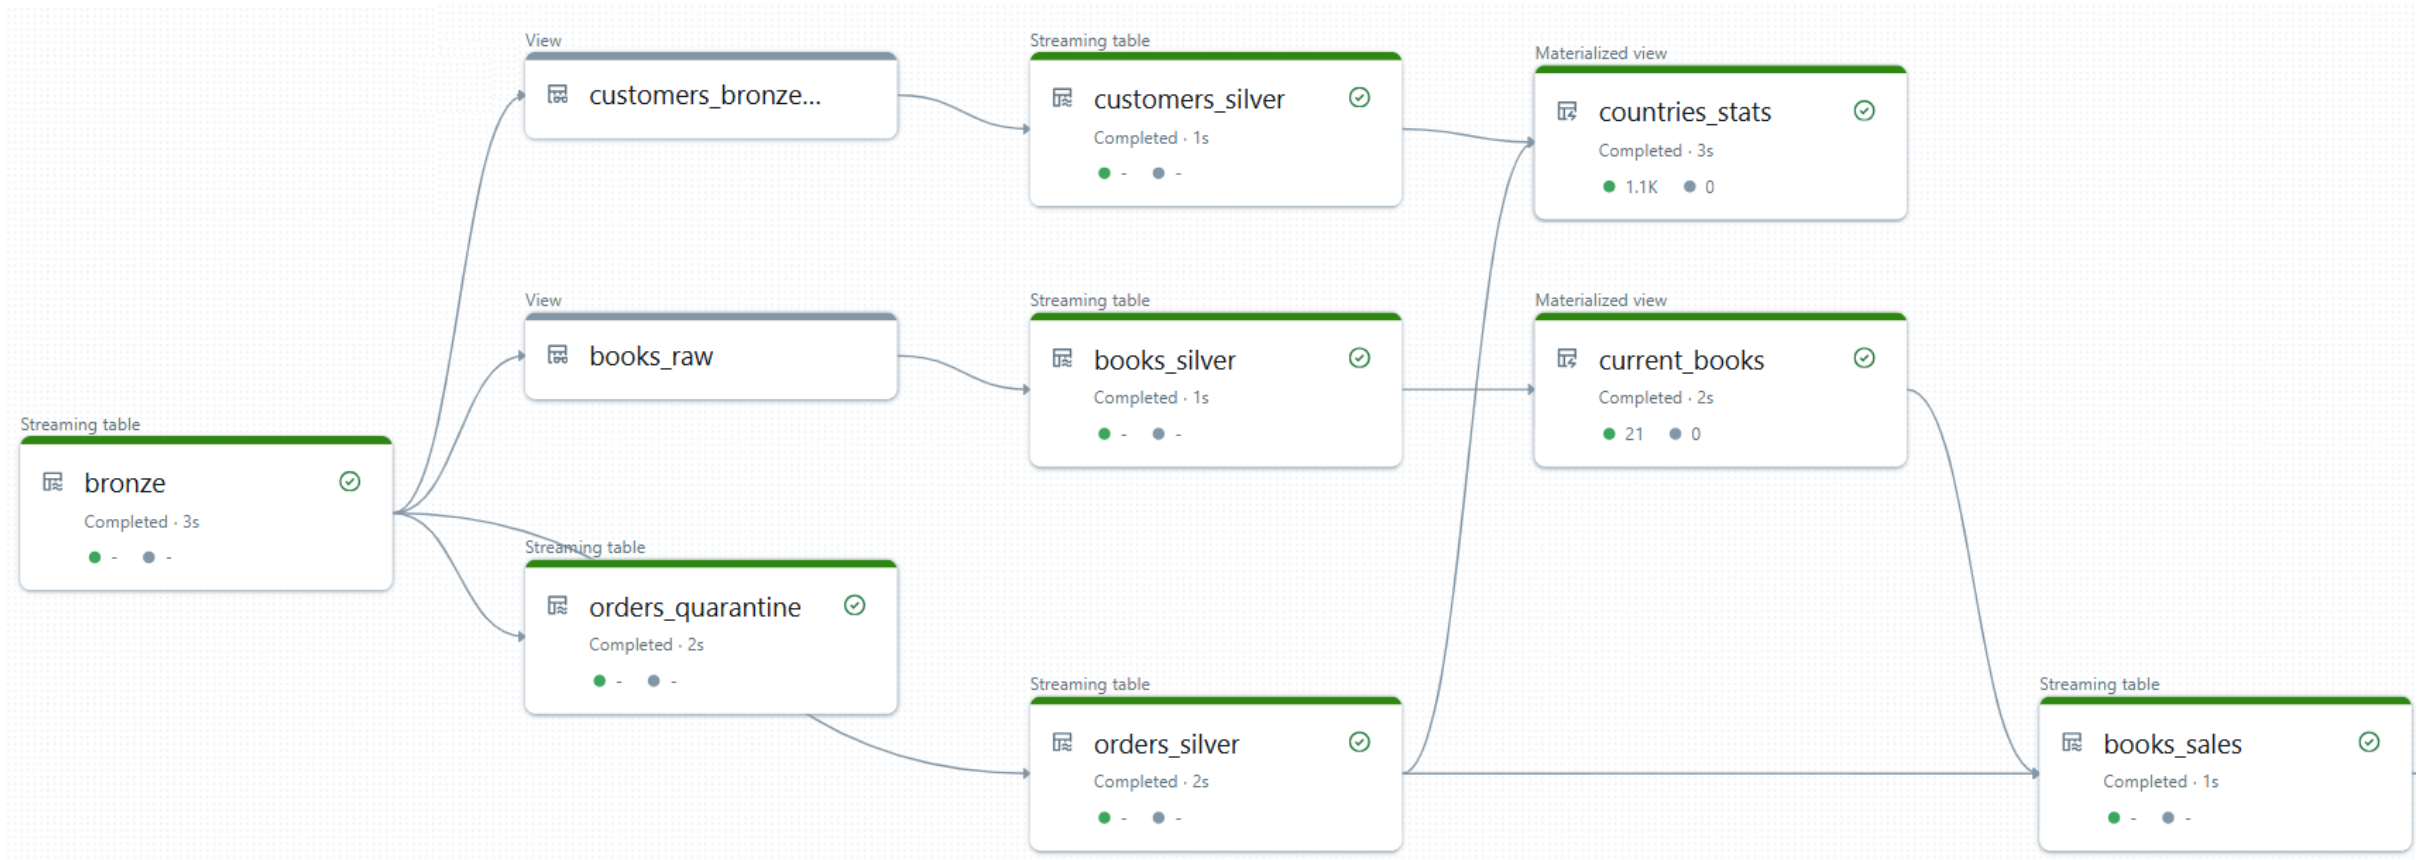 View
customers_bronze...
Streaming table
customers_silver
Completed · 1s
- -
Materialized view
countries_stats
Completed · 3s
1.1K 0
View
books_raw
Streaming table
books_silver
Completed · 1s
- -
Materialized view
current_books
Completed · 2s
21 0
Streaming table
bronze
Completed · 3s
- -
Streaming table
orders_quarantine
Completed · 2s
- -
Streaming table
orders_silver
Completed · 2s
- -
Streaming table
books_sales
Completed · 1s
- -